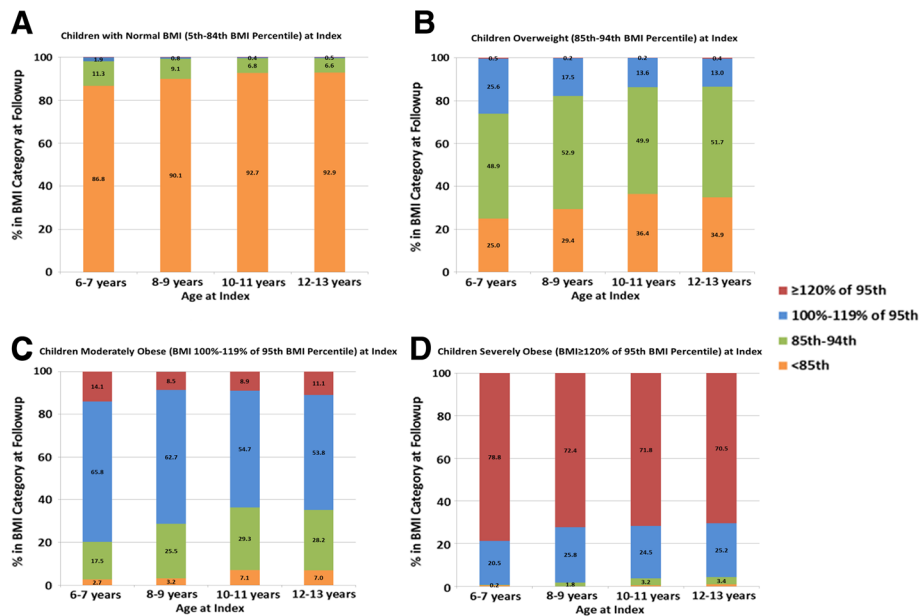 A
Children with Normal BMI (5th-84th BMI Percentile) at Index
% in BMI Category at Followup
100
80
60
40
20
0
1.9
0.8
0.4
0.5
11.3
9.1
6.8
6.6
86.8
90.1
92.7
92.9
6-7 years
8-9 years
10-11 years
12-13 years
Age at Index
B
Children Overweight (85th-94th BMI Percentile) at Index
% in BMI Category at Followup
100
80
60
40
20
0
0.5
0.2
0.2
0.4
25.6
17.5
13.6
13.0
48.9
52.9
49.9
51.7
25.0
29.4
36.4
34.9
6-7 years
8-9 years
10-11 years
12-13 years
Age at Index
≥120% of 95th
100%-119% of 95th
85th-94th
<85th
C
Children Moderately Obese (BMI 100%-119% of 95th BMI Percentile) at Index
% in BMI Category at Followup
100
80
60
40
20
0
14.1
8.5
8.9
11.1
65.8
62.7
54.7
53.8
17.5
25.5
29.3
28.2
2.7
3.2
7.1
7.0
6-7 years
8-9 years
10-11 years
12-13 years
Age at Index
D
Children Severely Obese (BMI≥120% of 95th BMI Percentile) at Index
% in BMI Category at Followup
100
80
60
40
20
0
78.8
72.4
71.8
70.5
20.5
25.8
24.5
25.2
0.2
1.8
3.2
3.4
6-7 years
8-9 years
10-11 years
12-13 years
Age at Index